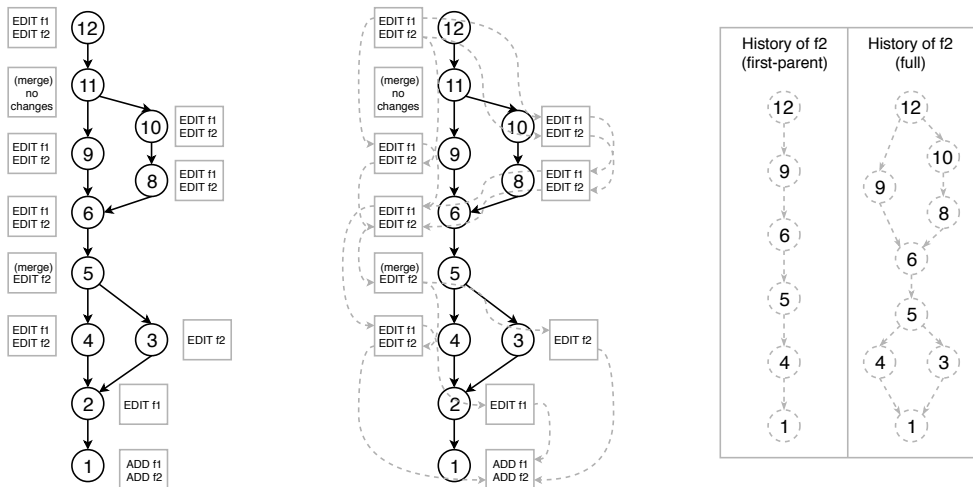 EDIT f1
EDIT f2
12
(merge)
no
changes
11
10
EDIT f1
EDIT f2
EDIT f1
EDIT f2
9
8
EDIT f1
EDIT f2
EDIT f1
EDIT f2
6
(merge)
EDIT f2
5
EDIT f1
EDIT f2
4
3
EDIT f2
2
EDIT f1
1
ADD f1
ADD f2
EDIT f1
EDIT f2
12
(merge)
no
changes
11
10
EDIT f1
EDIT f2
EDIT f1
EDIT f2
9
8
EDIT f1
EDIT f2
EDIT f1
EDIT f2
6
(merge)
EDIT f2
5
EDIT f1
EDIT f2
4
3
EDIT f2
2
EDIT f1
1
ADD f1
ADD f2
History of f2
(first-parent)
12
9
6
5
4
1
History of f2
(full)
12
10
9
8
6
5
4
3
1